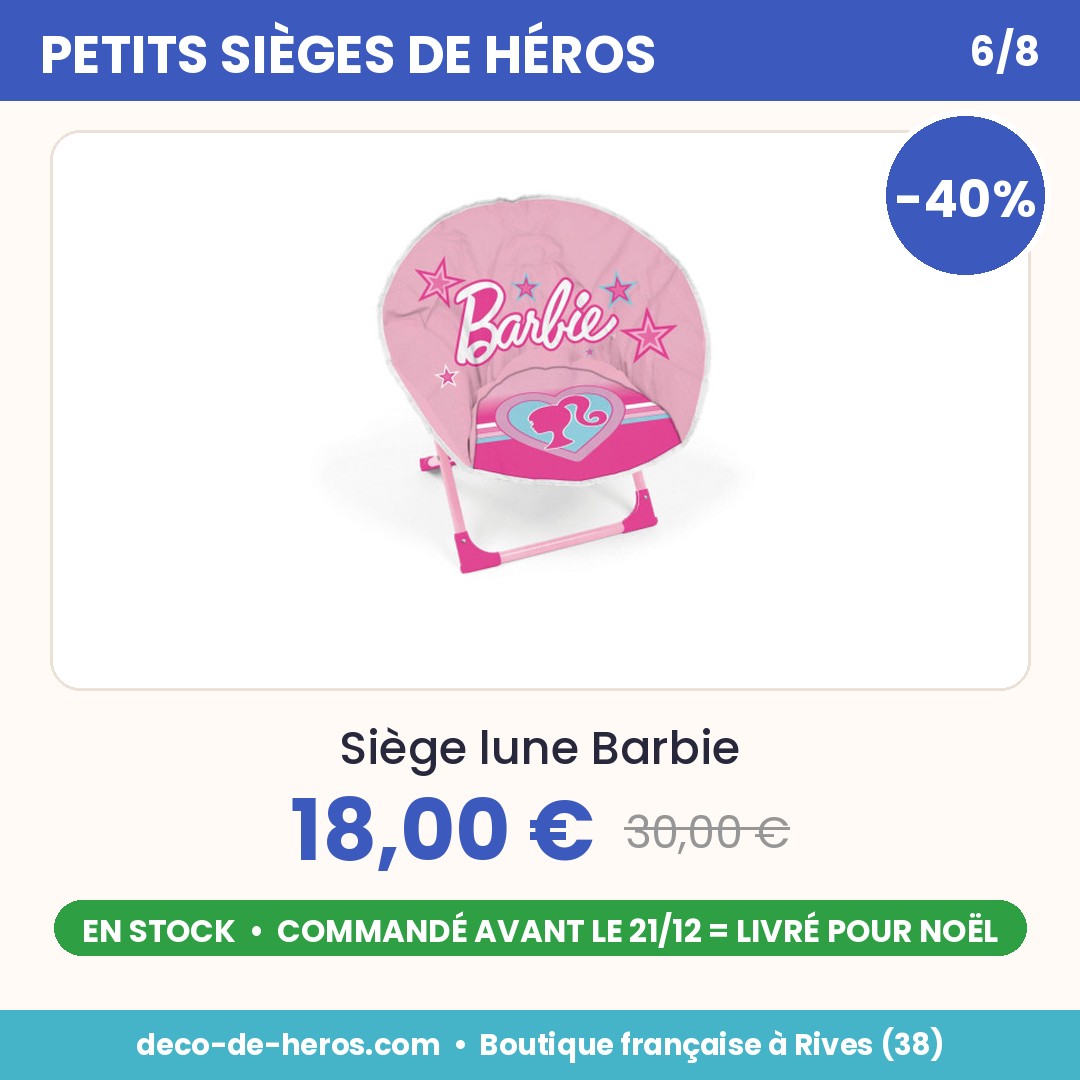 PETITS SIÈGES DE HÉROS
6/8
-40%
Barbie
Siège lune Barbie
18,00 € 30,00 €
EN STOCK • COMMANDÉ AVANT LE 21/12 = LIVRÉ POUR NOËL
deco-de-heros.com • Boutique française à Rives (38)